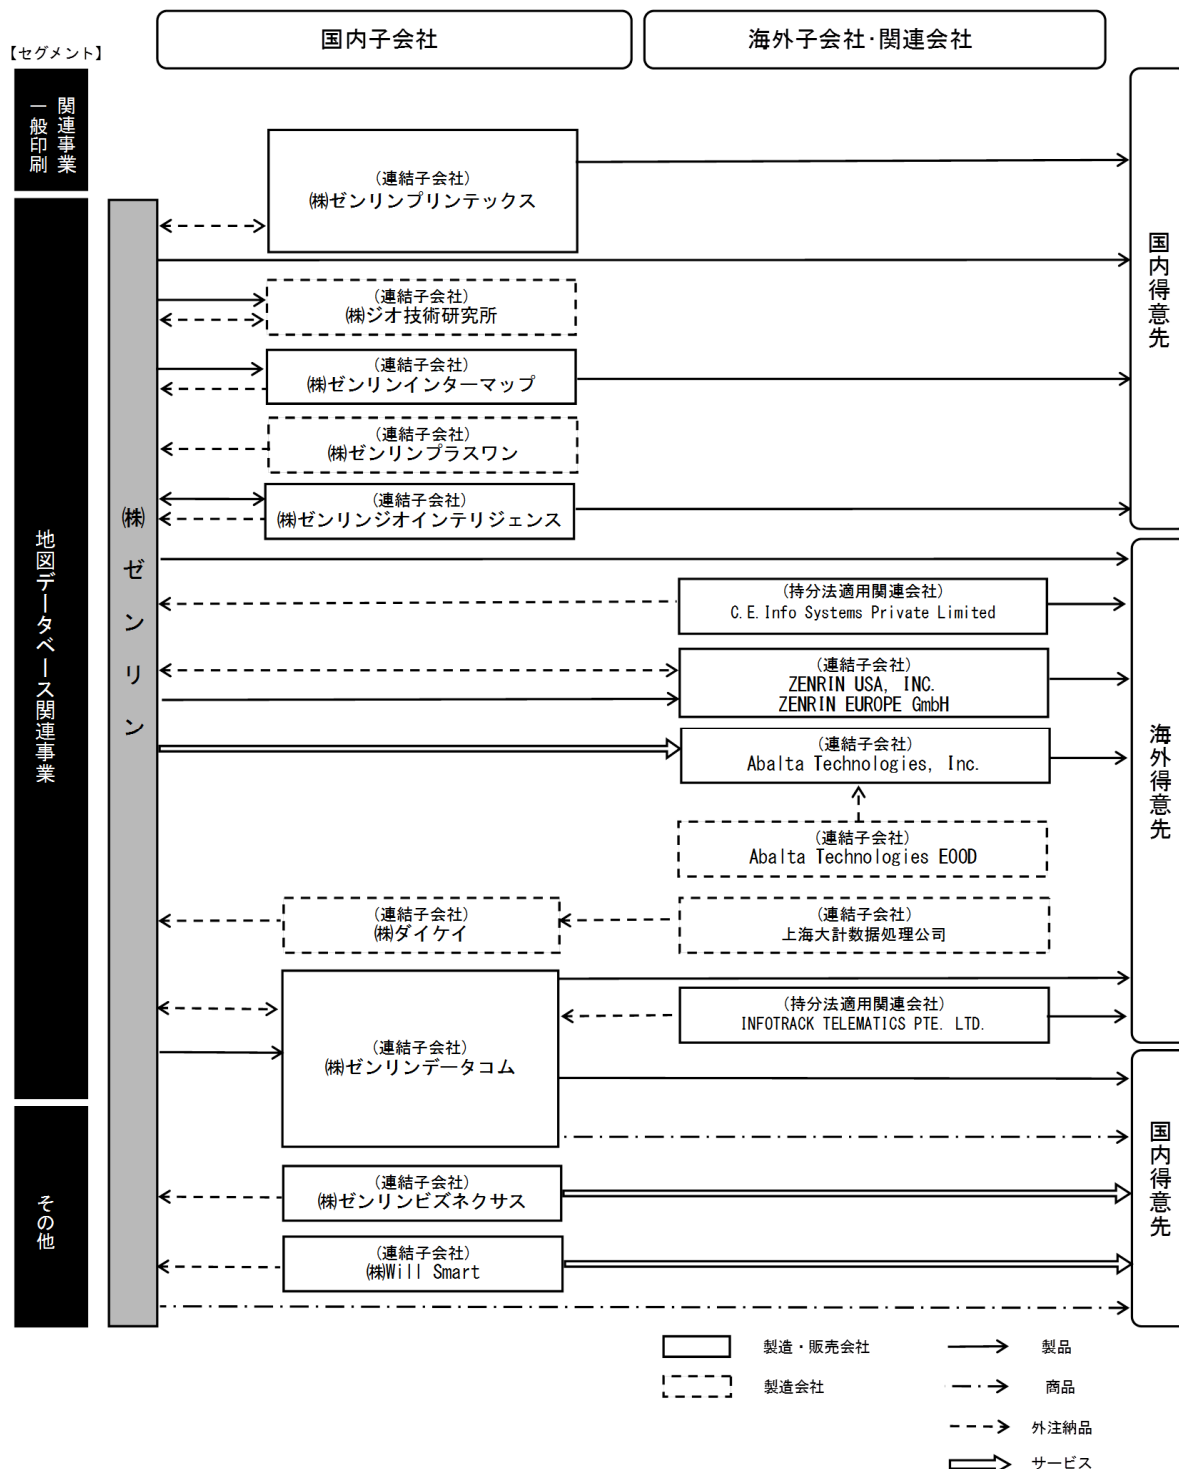 国内子会社
海外子会社・関連会社
【セグメント】
一般印刷
関連事業
地図データベース関連事業
その他
㈱ゼンリン
(連結子会社)
㈱ゼンリンプリンテックス
(連結子会社)
㈱ジオ技術研究所
(連結子会社)
㈱ゼンリンインターマップ
(連結子会社)
㈱ゼンリンプラスワン
(連結子会社)
㈱ゼンリンジオインテリジェンス
国内得意先
(持分法適用関連会社)
C.E.Info Systems Private Limited
(連結子会社)
ZENRIN USA, INC.
ZENRIN EUROPE GmbH
(連結子会社)
Abalta Technologies, Inc.
(連結子会社)
Abalta Technologies EOOD
(連結子会社)
㈱ダイケイ
(連結子会社)
上海大計数据処理公司
(持分法適用関連会社)
INFOTRACK TELEMATICS PTE. LTD.
海外得意先
(連結子会社)
㈱ゼンリンデータコム
(連結子会社)
㈱ゼンリンビズネクサス
(連結子会社)
㈱Will Smart
国内得意先
製造・販売会社
製品
製造会社
商品
外注納品
サービス